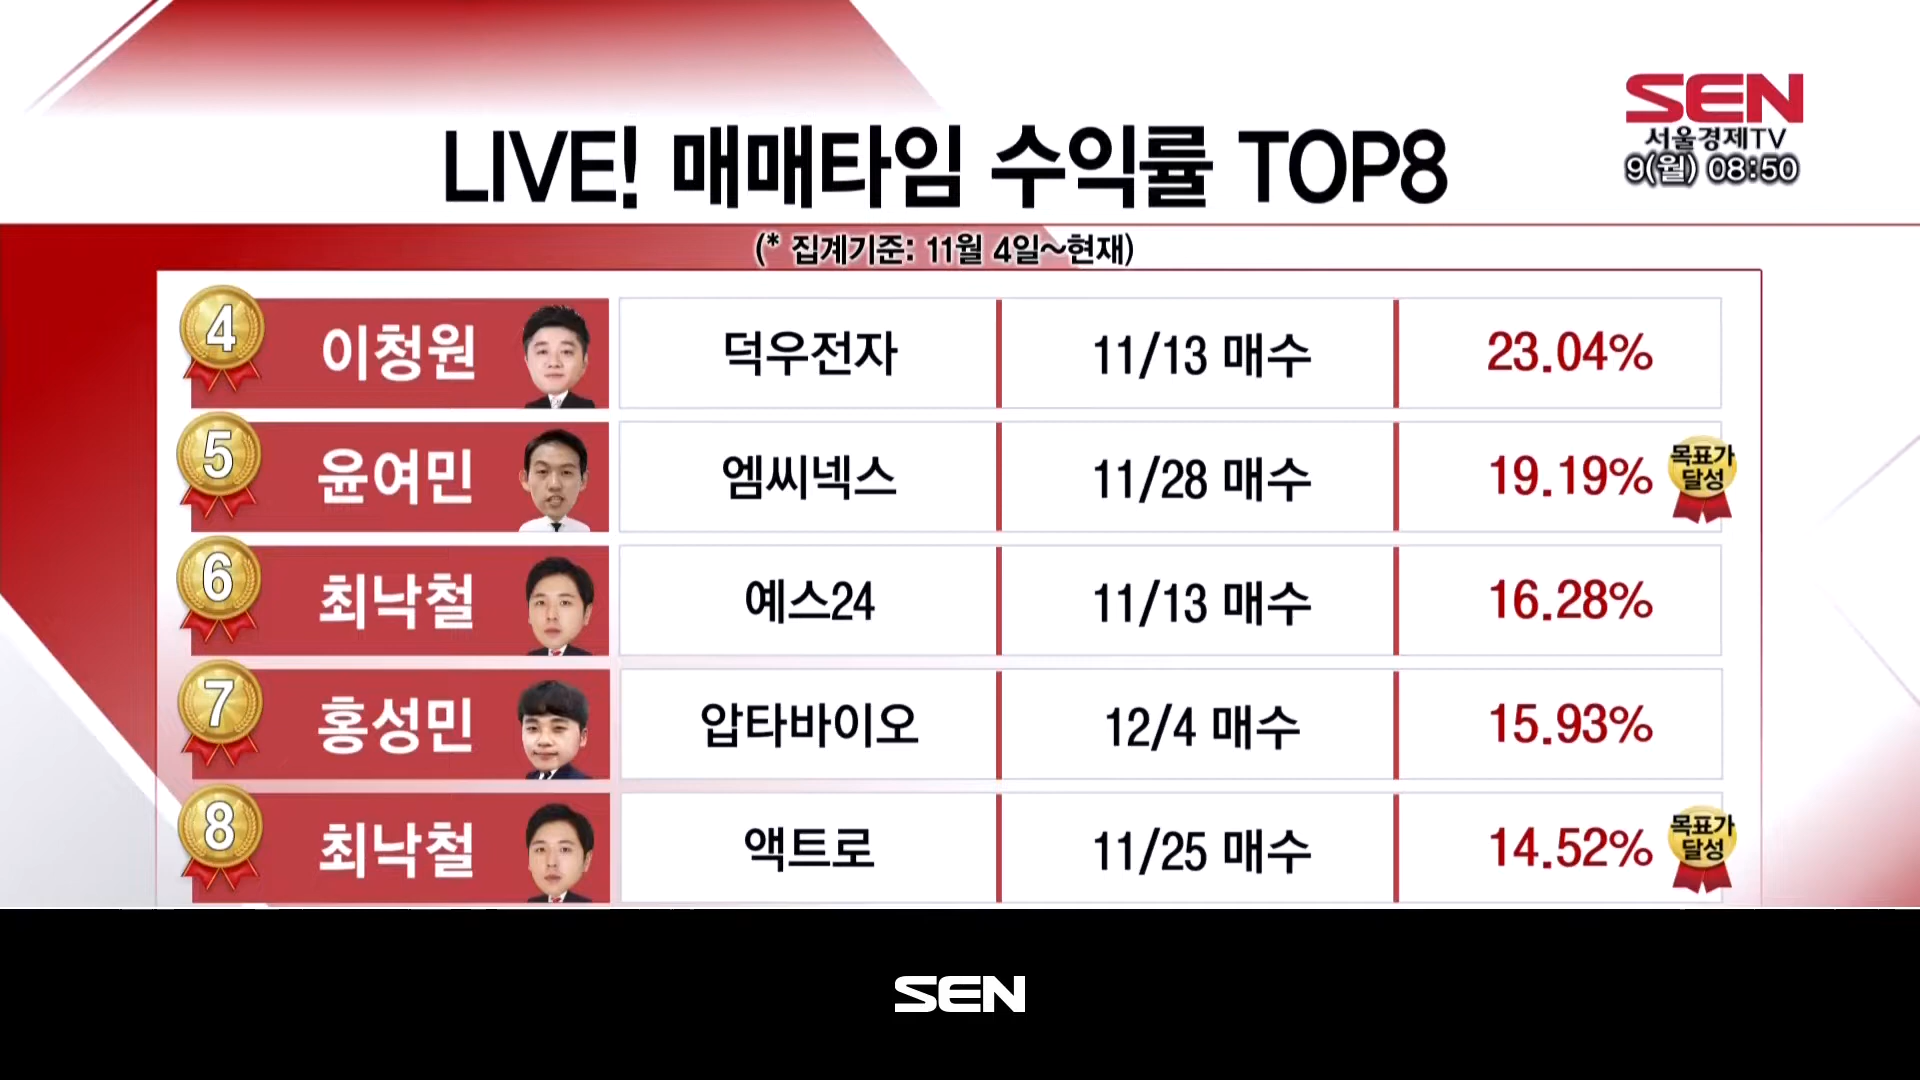 SEN
서울경제TV
9(월) 08:50
LIVE! 매매타임 수익률 TOP8
(* 집계기준: 11월 4일~현재)
4 이청원 덕우전자 11/13 매수 23.04%
5 윤여민 엠씨넥스 11/28 매수 19.19% 목표가 달성
6 최낙철 예스24 11/13 매수 16.28%
7 홍성민 압타바이오 12/4 매수 15.93%
8 최낙철 액트로 11/25 매수 14.52% 목표가 달성
SEN